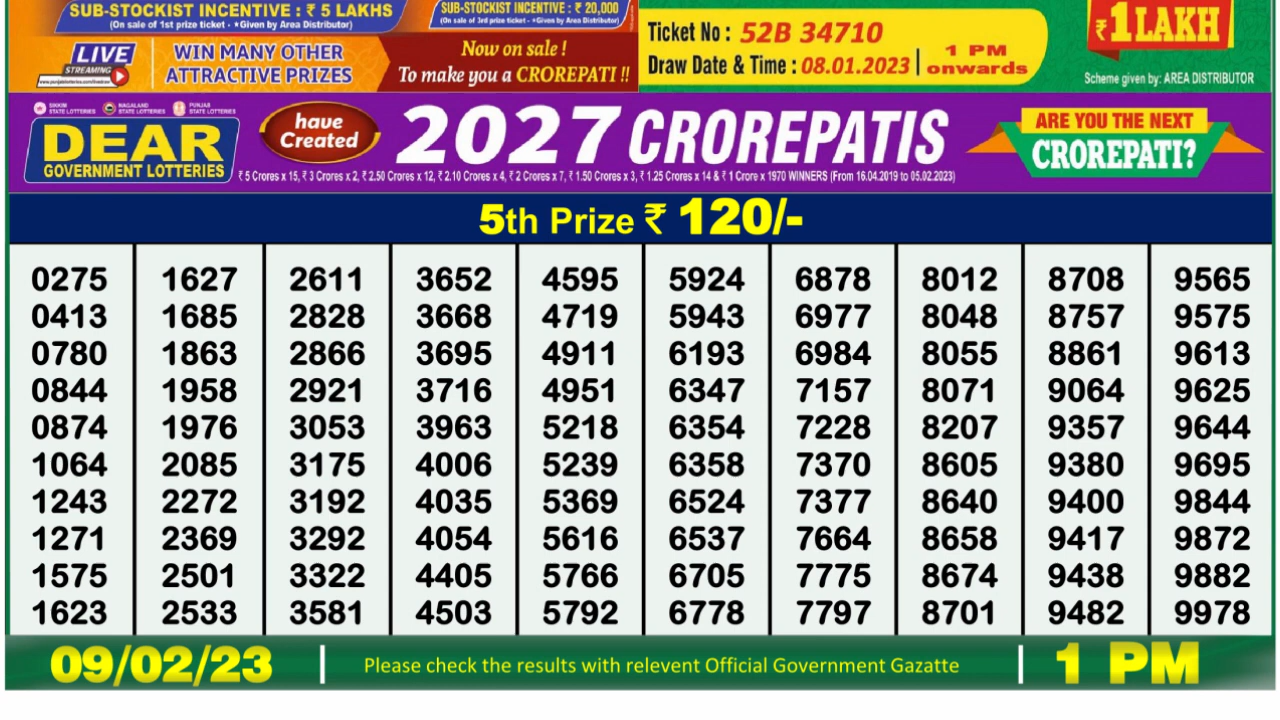 SUB-STOCKIST INCENTIVE : ₹ 5 LAKHS
(On sale of 1st prize ticket - *Given by Area Distributor)
SUB-STOCKIST INCENTIVE : ₹ 20,000
(On sale of 3rd prize ticket - *Given by Area Distributor)
LIVE
STREAMING
WIN MANY OTHER
ATTRACTIVE PRIZES
Now on sale !
To make you a CROREPATI !!
Ticket No : 52B 34710
Draw Date & Time : 08.01.2023 | 1 PM onwards
₹1 LAKH
Scheme given by: AREA DISTRIBUTOR
SIKKIM STATE LOTTERIES NAGALAND STATE LOTTERIES PUNJAB STATE LOTTERIES
DEAR
GOVERNMENT LOTTERIES
have
Created
2027 CROREPATIS
₹ 5 Crores x 15, ₹ 3 Crores x 2, ₹ 2.50 Crores x 12, ₹ 2.10 Crores x 4, ₹ 2 Crores x 7, ₹ 1.50 Crores x 3, ₹ 1.25 Crores x 14 & ₹ 1 Crore x 1970 WINNERS (From 16.04.2019 to 05.02.2023)
ARE YOU THE NEXT
CROREPATI?
5th Prize ₹ 120/-
0275 1627 2611 3652 4595 5924 6878 8012 8708 9565
0413 1685 2828 3668 4719 5943 6977 8048 8757 9575
0780 1863 2866 3695 4911 6193 6984 8055 8861 9613
0844 1958 2921 3716 4951 6347 7157 8071 9064 9625
0874 1976 3053 3963 5218 6354 7228 8207 9357 9644
1064 2085 3175 4006 5239 6358 7370 8605 9380 9695
1243 2272 3192 4035 5369 6524 7377 8640 9400 9844
1271 2369 3292 4054 5616 6537 7664 8658 9417 9872
1575 2501 3322 4405 5766 6705 7775 8674 9438 9882
1623 2533 3581 4503 5792 6778 7797 8701 9482 9978
09/02/23 | Please check the results with relevent Official Government Gazatte | 1 PM